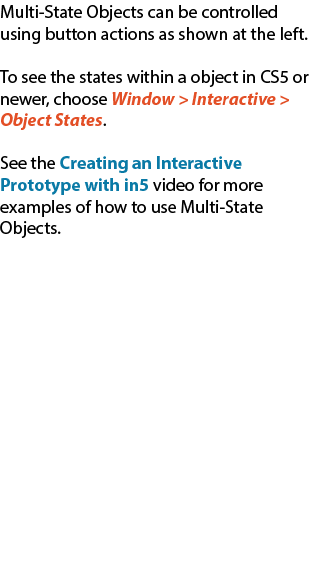 Multi-State Objects can be controlled
using button actions as shown at the left.
To see the states within a object in CS5 or
newer, choose Window > Interactive >
Object States.
See the Creating an Interactive
Prototype with in5 video for more
examples of how to use Multi-State
Objects.